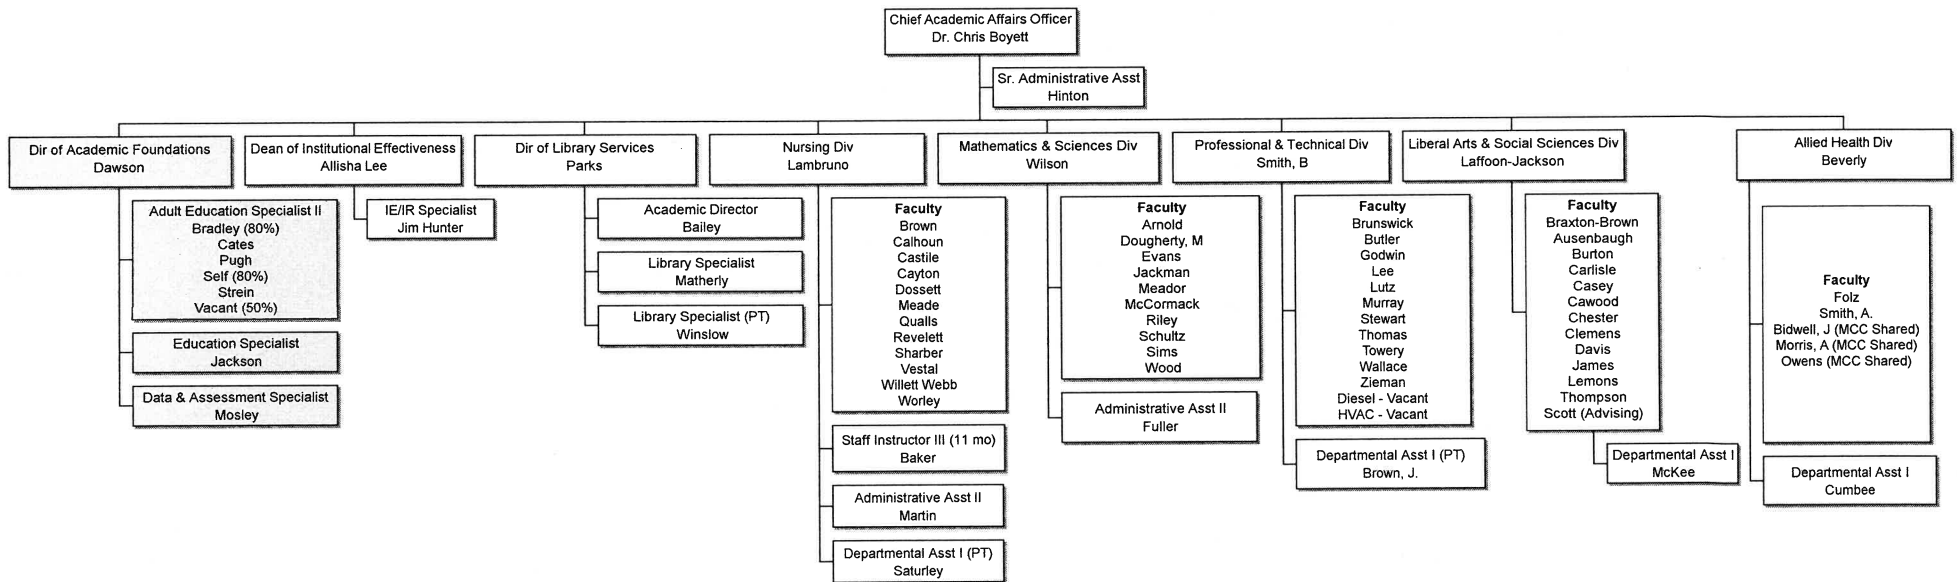 Chief Academic Affairs Officer
Dr. Chris Boyett
Sr. Administrative Asst
Hinton
Dir of Academic Foundations
Dawson
Adult Education Specialist II
Bradley (80%)
Cates
Pugh
Self (80%)
Strein
Vacant (50%)
Education Specialist
Jackson
Data & Assessment Specialist
Mosley
Dean of Institutional Effectiveness
Allisha Lee
IE/IR Specialist
Jim Hunter
Dir of Library Services
Parks
Academic Director
Bailey
Library Specialist
Matherly
Library Specialist (PT)
Winslow
Nursing Div
Lambruno
Faculty
Brown
Calhoun
Castile
Cayton
Dossett
Meade
Qualls
Revelett
Sharber
Vestal
Willett Webb
Worley
Staff Instructor III (11 mo)
Baker
Administrative Asst II
Martin
Departmental Asst I (PT)
Saturley
Mathematics & Sciences Div
Wilson
Faculty
Arnold
Dougherty, M
Evans
Jackman
Meador
McCormack
Riley
Schultz
Sims
Wood
Administrative Asst II
Fuller
Professional & Technical Div
Smith, B
Faculty
Brunswick
Butler
Godwin
Lee
Lutz
Murray
Stewart
Thomas
Towery
Wallace
Zieman
Diesel - Vacant
HVAC - Vacant
Departmental Asst I (PT)
Brown, J.
Liberal Arts & Social Sciences Div
Laffoon-Jackson
Faculty
Braxton-Brown
Ausenbaugh
Burton
Carlisle
Casey
Cawood
Chester
Clemens
Davis
James
Lemons
Thompson
Scott (Advising)
Departmental Asst I
McKee
Allied Health Div
Beverly
Faculty
Folz
Smith, A.
Bidwell, J (MCC Shared)
Morris, A (MCC Shared)
Owens (MCC Shared)
Departmental Asst I
Cumbee